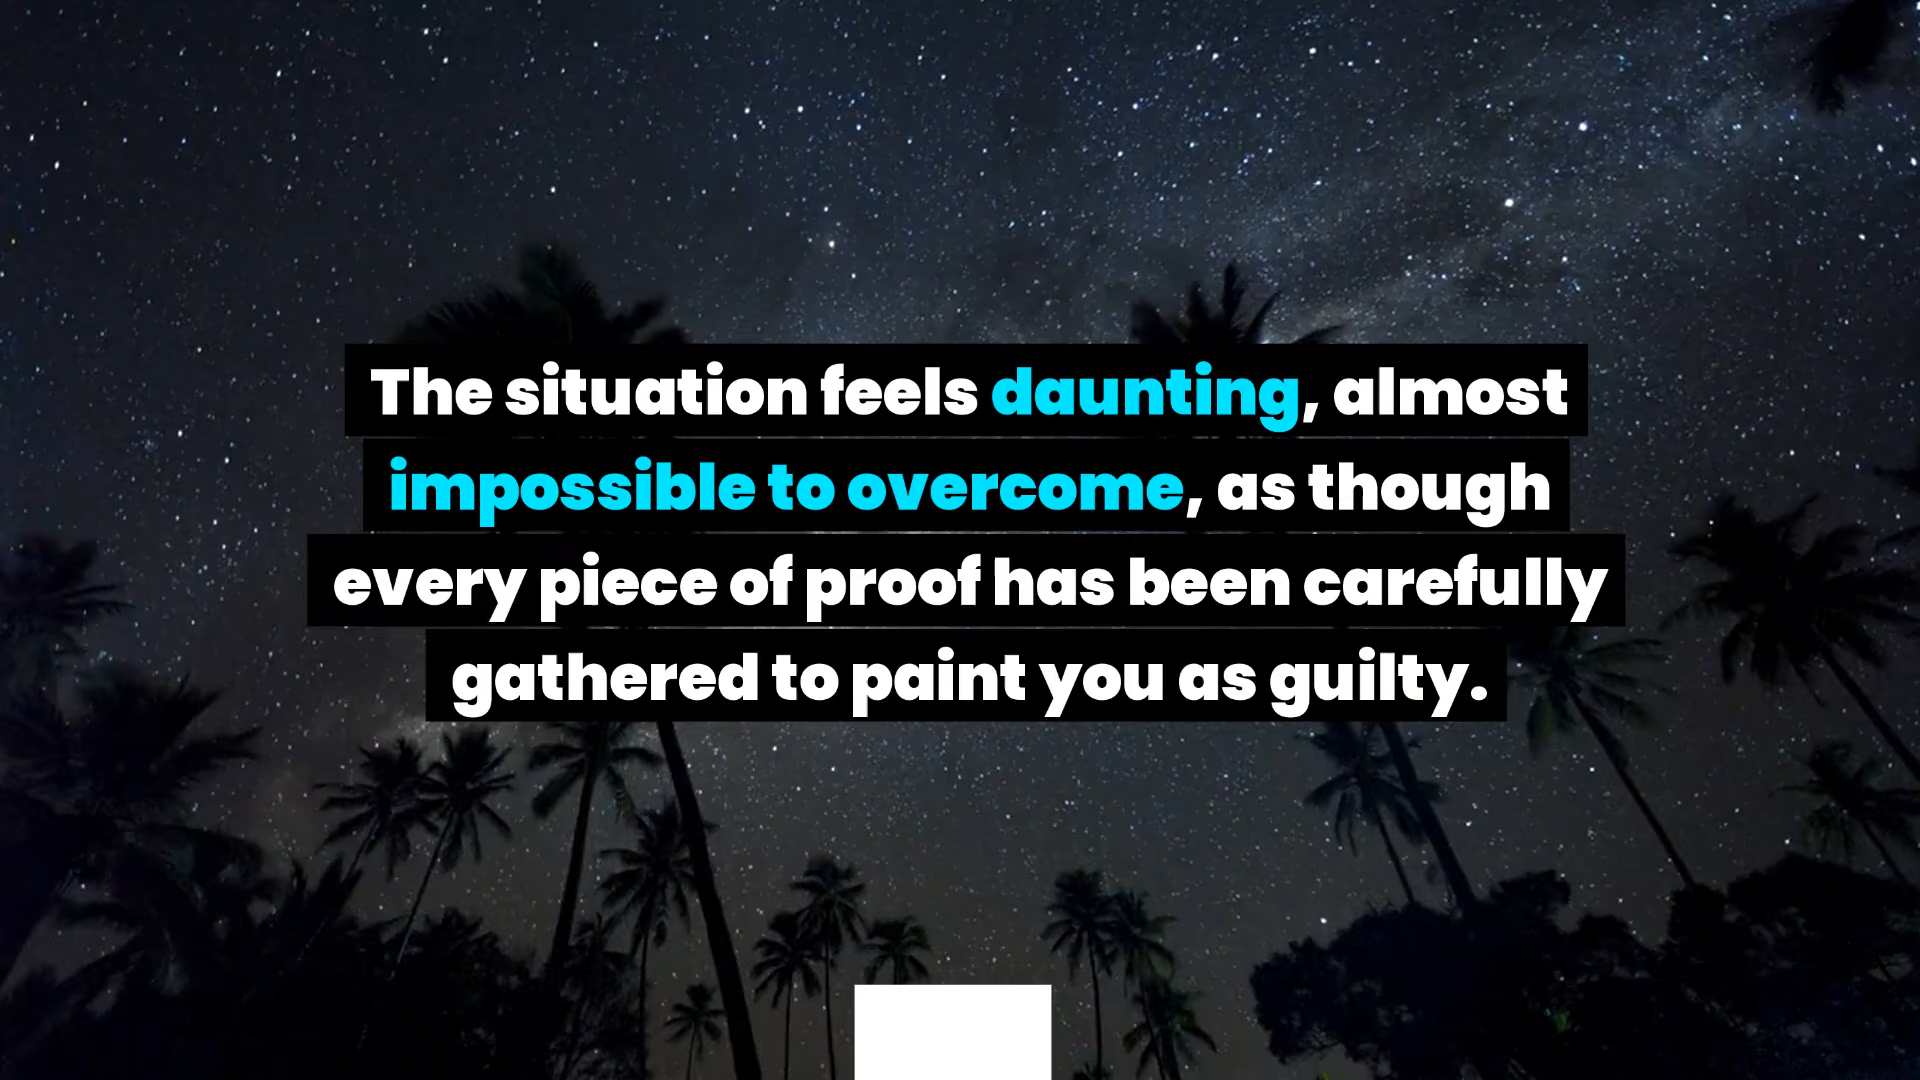 The situation feels daunting, almost
impossible to overcome, as though
every piece of proof has been carefully
gathered to paint you as guilty.